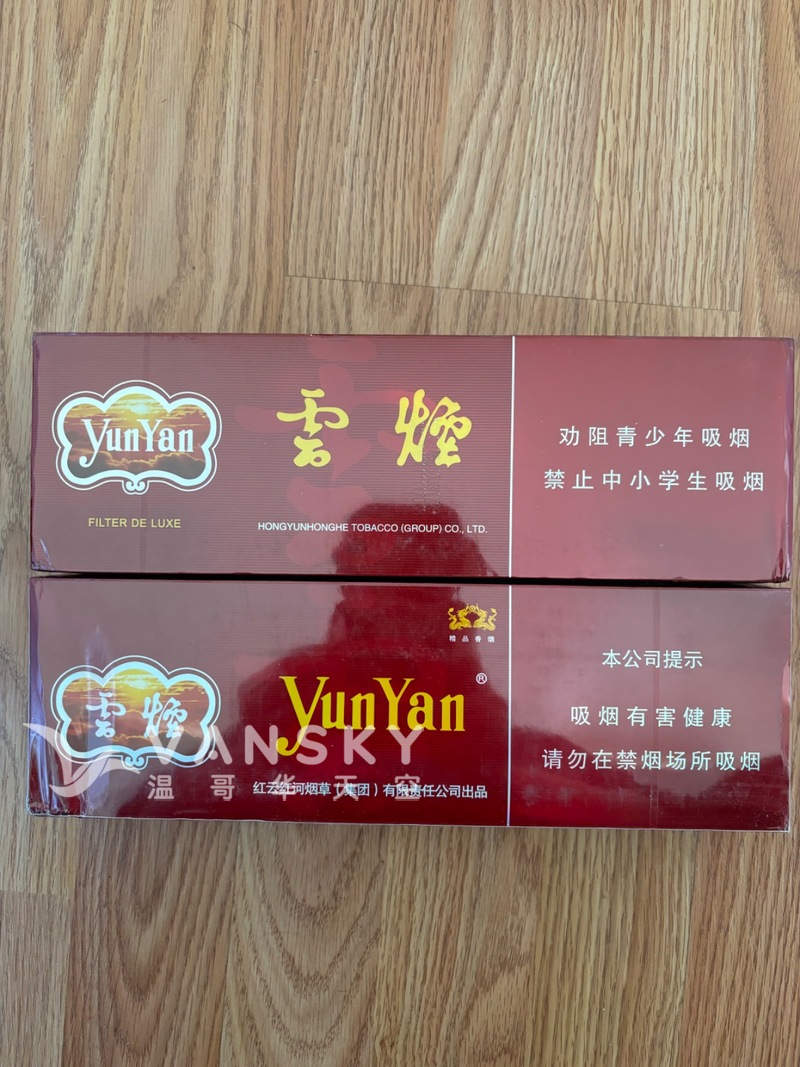 YunYan
雲煙
FILTER DE LUXE
HONGYUNHONGHE TOBACCO (GROUP) CO., LTD.
劝阻青少年吸烟
禁止中小学生吸烟
精品香烟
雲煙
YunYan®
红云红河烟草(集团)有限责任公司出品
本公司提示
吸烟有害健康
请勿在禁烟场所吸烟
VANSKY
温哥华天空